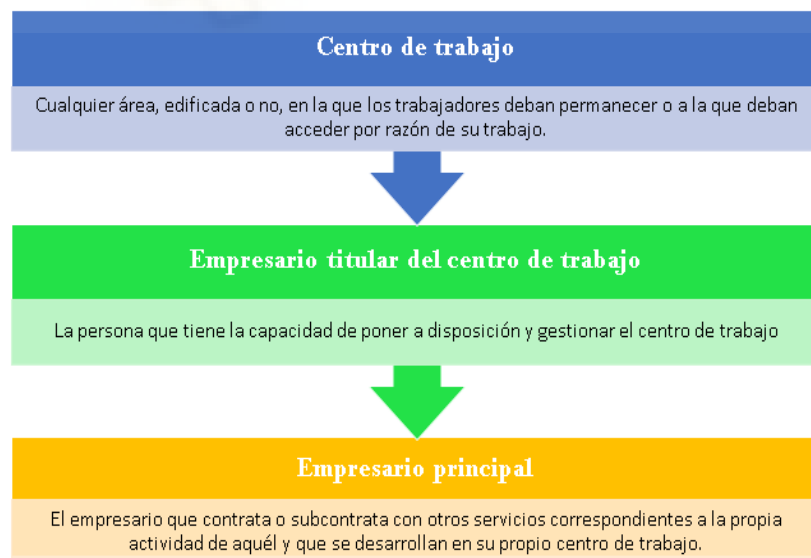 Centro de trabajo
Cualquier área, edificada o no, en la que los trabajadores deban permanecer o a la que deban
acceder por razón de su trabajo.
Empresario titular del centro de trabajo
La persona que tiene la capacidad de poner a disposición y gestionar el centro de trabajo
Empresario principal
El empresario que contrata o subcontrata con otros servicios correspondientes a la propia
actividad de aquél y que se desarrollan en su propio centro de trabajo.